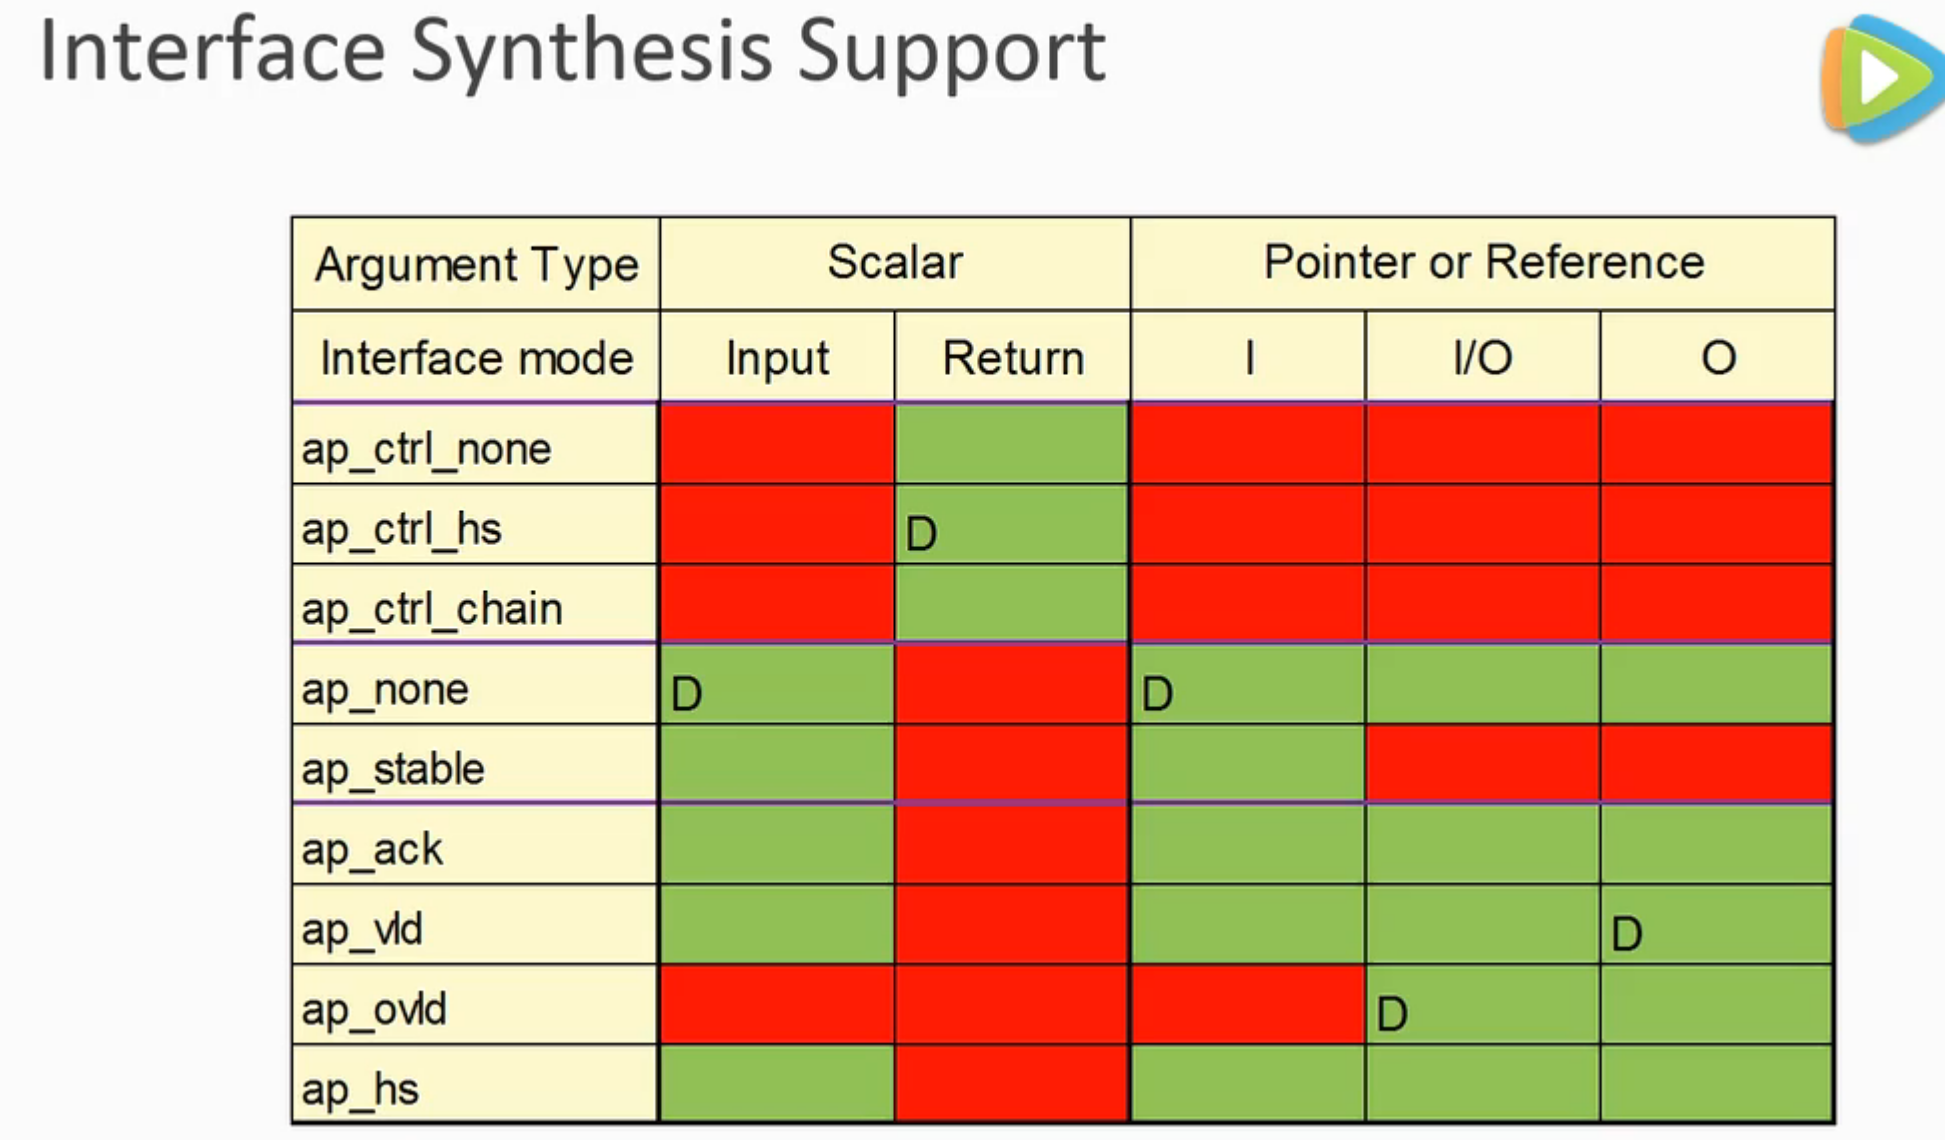 Interface Synthesis Support
Argument Type Scalar Pointer or Reference
Interface mode Input Return I I/O O
ap_ctrl_none
ap_ctrl_hs D
ap_ctrl_chain
ap_none D D
ap_stable
ap_ack
ap_vld D
ap_ovld D
ap_hs